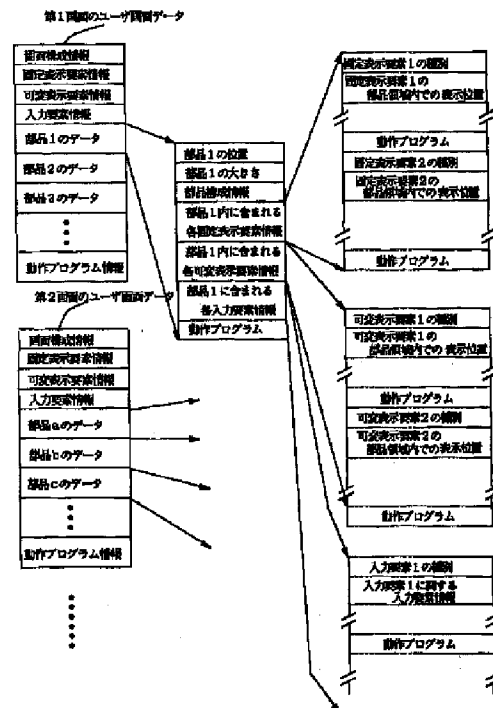 第1画面のユーザ画面データ
画面構成情報
固定表示要素情報
可変表示要素情報
入力要素情報
部品1のデータ
部品2のデータ
部品3のデータ
動作プログラム情報
第2画面のユーザ画面データ
画面構成情報
固定表示要素情報
可変表示要素情報
入力要素情報
部品aのデータ
部品bのデータ
部品cのデータ
動作プログラム情報
部品1の位置
部品1の大きさ
部品構成情報
部品1内に含まれる
各固定表示要素情報
部品1内に含まれる
各可変表示要素情報
部品1に含まれる
各入力要素情報
動作プログラム
固定表示要素1の種別
固定表示要素1の
部品領域内での表示位置
動作プログラム
固定表示要素2の種別
固定表示要素2の
部品領域内での表示位置
動作プログラム
可変表示要素1の種別
可変表示要素1の
部品領域内での表示位置
動作プログラム
可変表示要素2の種別
可変表示要素2の
部品領域内での表示位置
動作プログラム
入力要素1の種別
入力要素1に関する
入力要素情報
動作プログラム